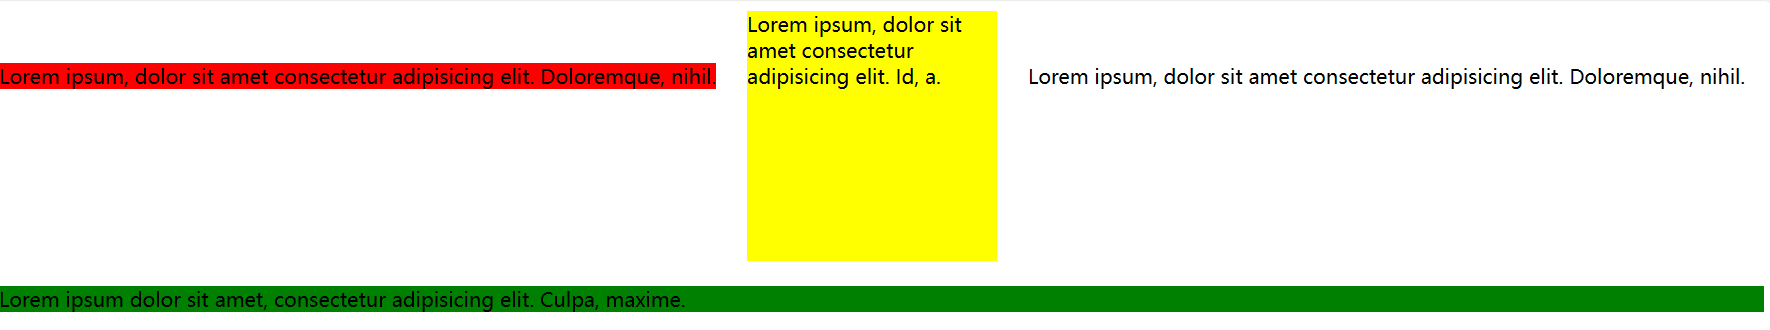 Lorem ipsum, dolor sit amet consectetur adipisicing elit. Doloremque, nihil.
Lorem ipsum, dolor sit
amet consectetur
adipisicing elit. Id, a.
Lorem ipsum, dolor sit amet consectetur adipisicing elit. Doloremque, nihil.
Lorem ipsum dolor sit amet, consectetur adipisicing elit. Culpa, maxime.